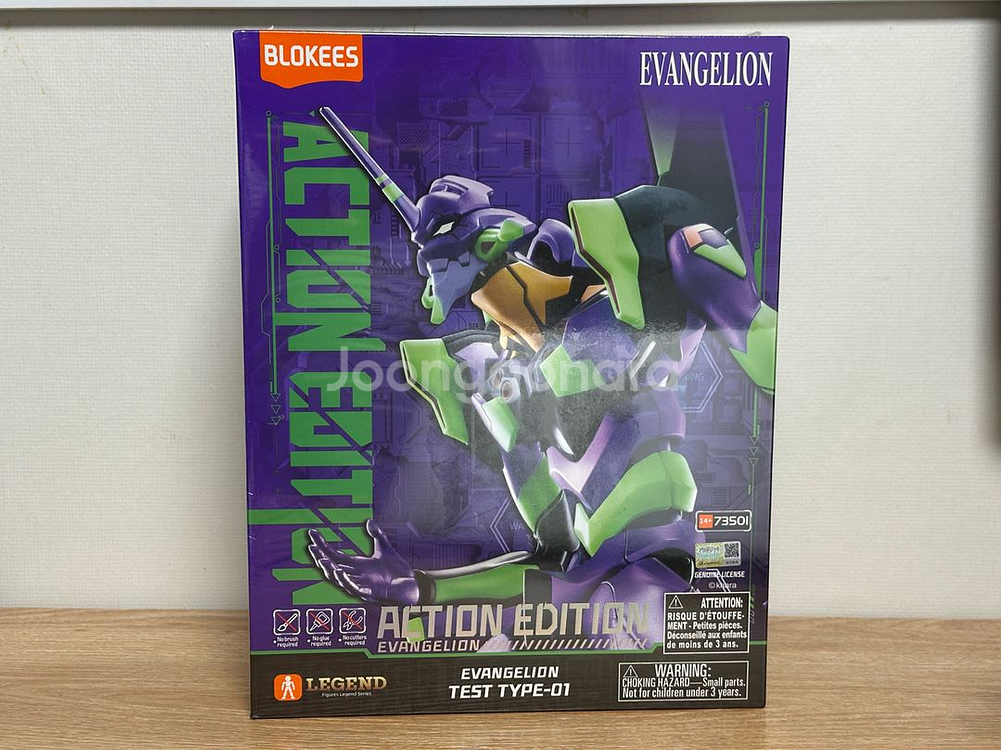 BLOKEES
EVANGELION
ACTION EDITION
Joonggonara
14+ 73501
GENUINE LICENSE
©khara
ACTION EDITION
EVANGELION
No brush required
No glue required
No cutters required
ATTENTION:
RISQUE D'ÉTOUFFE-
MENT - Petites pièces.
Déconseillé aux enfants
de moins de 3 ans.
LEGEND
Figures Legend Series
EVANGELION
TEST TYPE-01
WARNING:
CHOKING HAZARD—Small parts.
Not for children under 3 years.